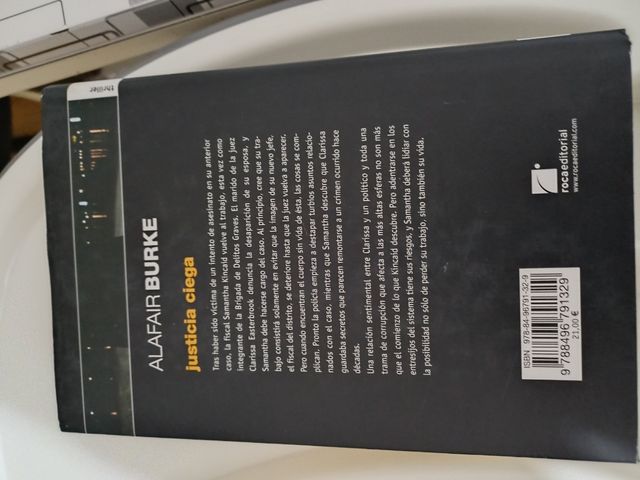 thriller
ALAFAIR BURKE
justicia ciega
Tras haber sido víctima de un intento de asesinato en su anterior
caso, la fiscal Samantha Kincaid vuelve al trabajo, esta vez como
integrante de la Brigada de Delitos Graves. El marido de la juez
Clarissa Easterbrook denuncia la desaparición de su esposa, y
Samantha debe hacerse cargo del caso. Al principio, cree que su tra-
bajo consistirá solamente en evitar que la imagen de su nuevo jefe,
el fiscal del distrito, se deteriore hasta que la juez vuelva a aparecer.
Pero cuando encuentran el cuerpo sin vida de ésta, las cosas se com-
plican. Pronto la policía empieza a destapar turbios asuntos relacio-
nados con el caso, mientras que Samantha descubre que Clarissa
guardaba secretos que parecen remontarse a un crimen ocurrido hace
décadas.
Una relación sentimental entre Clarissa y un político y toda una
trama de corrupción que afecta a las más altas esferas no son más
que el comienzo de lo que Kincaid descubre. Pero adentrarse en los
entresijos del sistema tiene sus riesgos, y Samantha deberá lidiar con
la posibilidad no sólo de perder su trabajo, sino también su vida.
rocaeditorial
www.rocaeditorial.com
ISBN 978-84-96791-32-9
9 788496 791329
21,00 €